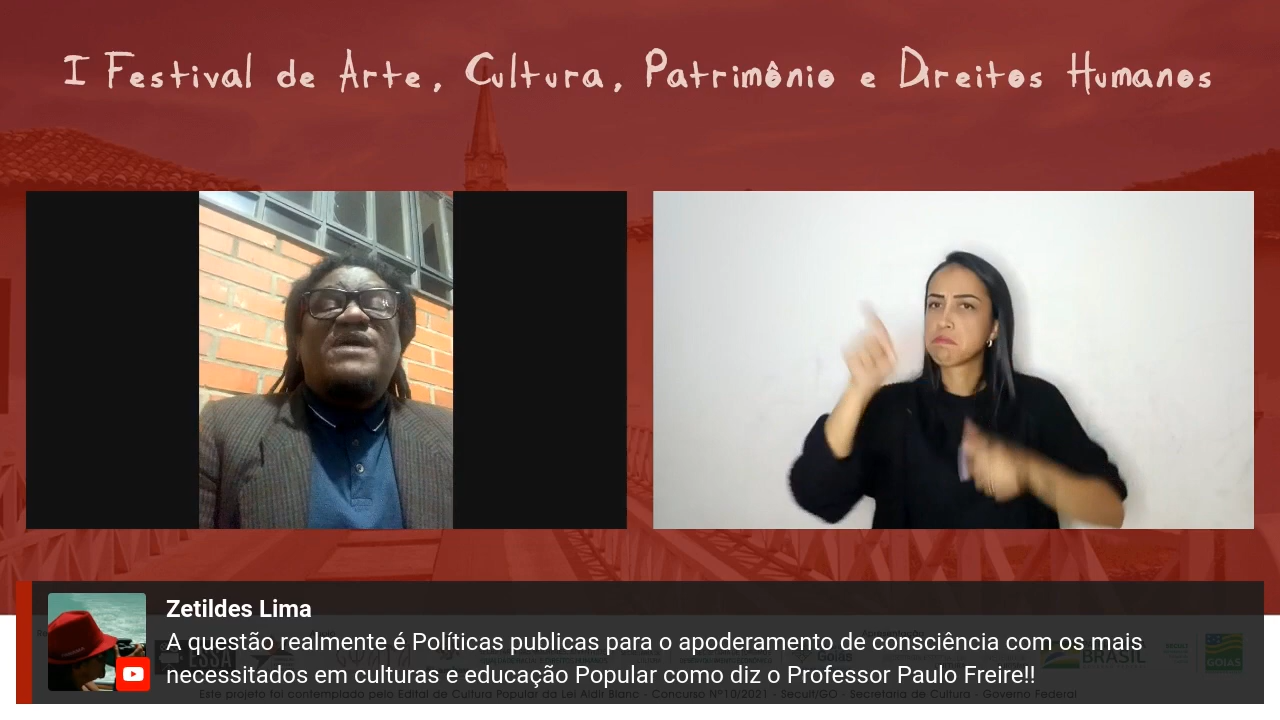 I Festival de Arte, Cultura, Patrimônio e Direitos Humanos
Zetildes Lima
A questão realmente é Políticas publicas para o apoderamento de consciência com os mais
necessitados em culturas e educação Popular como diz o Professor Paulo Freire!!
ESSA
Goiás
BRASIL
GOIÁS
Este projeto foi contemplado pelo Edital de Cultura Popular da Lei Aldir Blanc - Concurso Nº10/2021 - Secult/GO - Secretaria de Cultura - Governo Federal